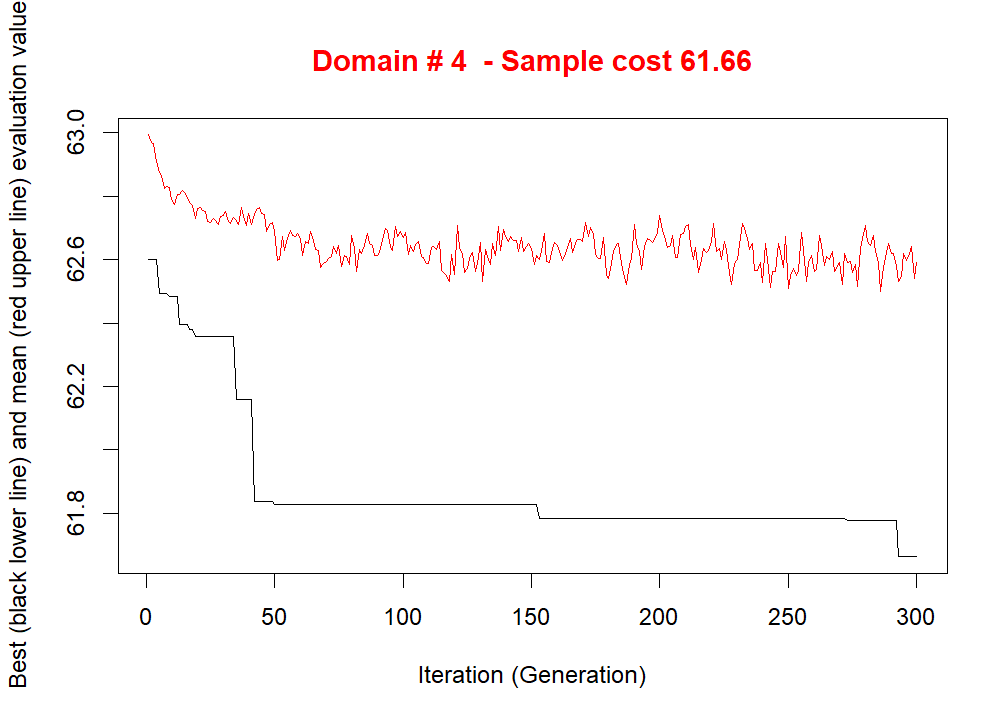 Domain # 4 - Sample cost 61.66
Best (black lower line) and mean (red upper line) evaluation value
63.0
62.6
62.2
61.8
0 50 100 150 200 250 300
Iteration (Generation)